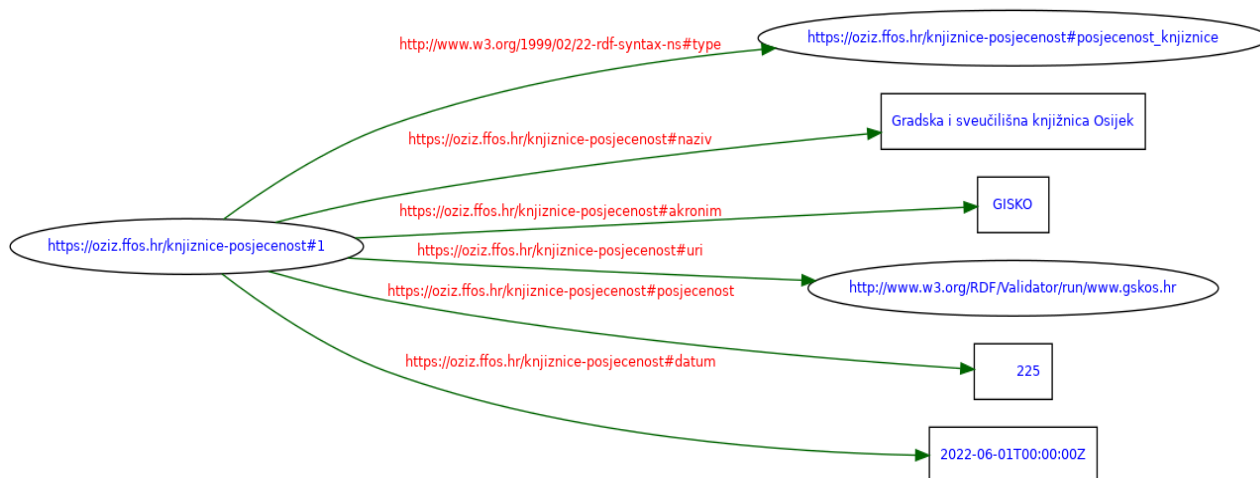 http://www.w3.org/1999/02/22-rdf-syntax-ns#type
https://oziz.ffos.hr/knjiznice-posjecenost#posjecenost_knjiznice
https://oziz.ffos.hr/knjiznice-posjecenost#naziv
Gradska i sveučilišna knjižnica Osijek
https://oziz.ffos.hr/knjiznice-posjecenost#akronim
GISKO
https://oziz.ffos.hr/knjiznice-posjecenost#1
https://oziz.ffos.hr/knjiznice-posjecenost#uri
http://www.w3.org/RDF/Validator/run/www.gskos.hr
https://oziz.ffos.hr/knjiznice-posjecenost#posjecenost
225
https://oziz.ffos.hr/knjiznice-posjecenost#datum
2022-06-01T00:00:00Z